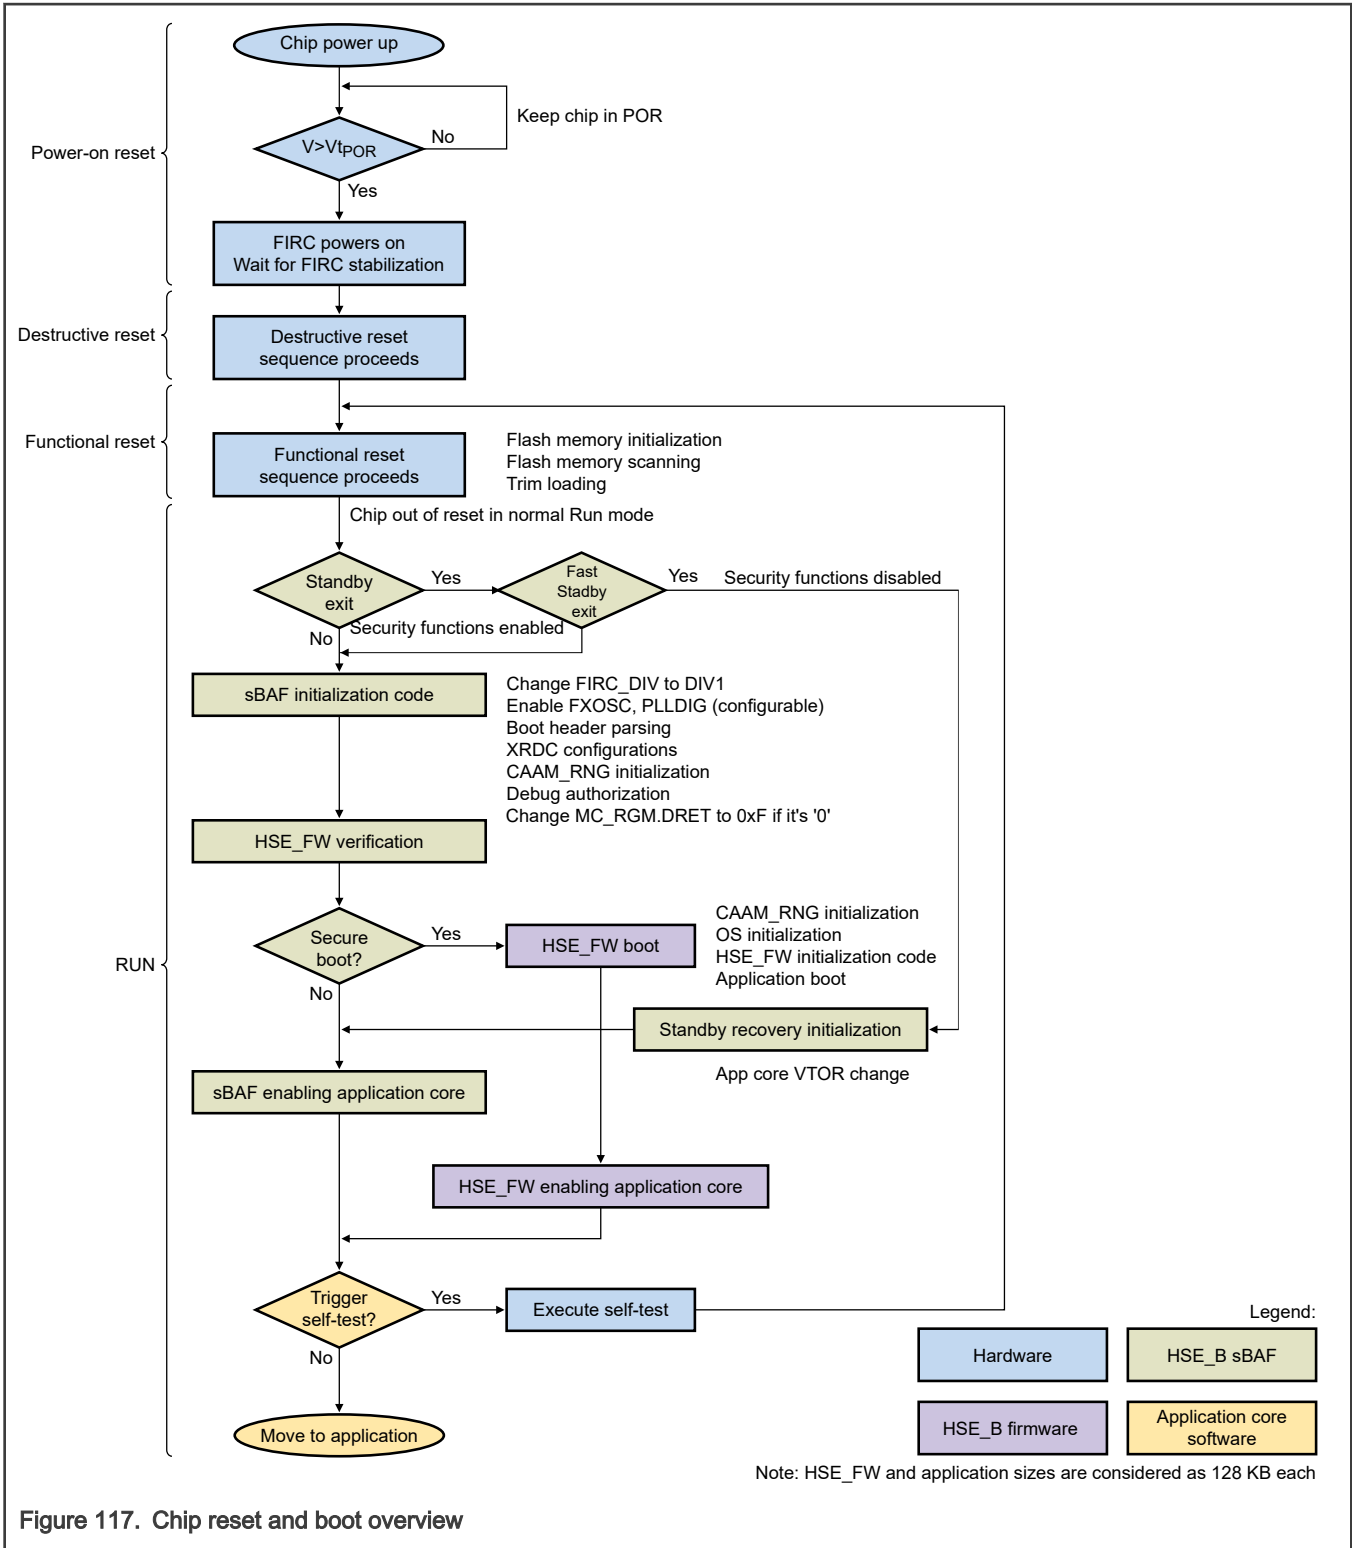 Chip power up
Keep chip in POR
V>VtPOR
No
Power-on reset
Yes
FIRC powers on
Wait for FIRC stabilization
Destructive reset
Destructive reset
sequence proceeds
Functional reset
Functional reset
sequence proceeds
Flash memory initialization
Flash memory scanning
Trim loading
Chip out of reset in normal Run mode
Standby
exit
Yes
Fast
Stadby
exit
Yes
Security functions disabled
Security functions enabled
No
sBAF initialization code
Change FIRC_DIV to DIV1
Enable FXOSC, PLLDIG (configurable)
Boot header parsing
XRDC configurations
CAAM_RNG initialization
Debug authorization
Change MC_RGM.DRET to 0xF if it's '0'
HSE_FW verification
RUN
Secure
boot?
Yes
HSE_FW boot
CAAM_RNG initialization
OS initialization
HSE_FW initialization code
Application boot
No
Standby recovery initialization
App core VTOR change
sBAF enabling application core
HSE_FW enabling application core
Trigger
self-test?
Yes
Execute self-test
No
Move to application
Legend:
Hardware
HSE_B sBAF
HSE_B firmware
Application core
software
Note: HSE_FW and application sizes are considered as 128 KB each
Figure 117. Chip reset and boot overview